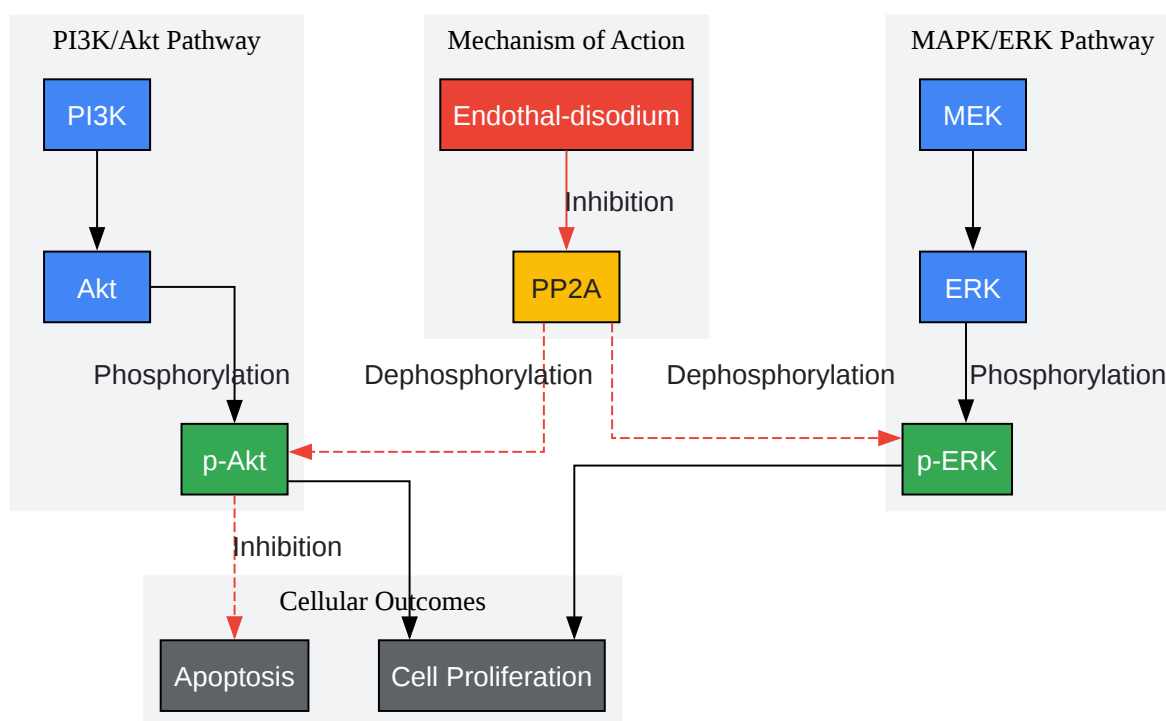 PI3K/Akt Pathway
Mechanism of Action
MAPK/ERK Pathway
PI3K
Endothal-disodium
MEK
Inhibition
Akt
PP2A
ERK
Phosphorylation
Dephosphorylation
Dephosphorylation
Phosphorylation
p-Akt
p-ERK
Inhibition
Cellular Outcomes
Apoptosis
Cell Proliferation